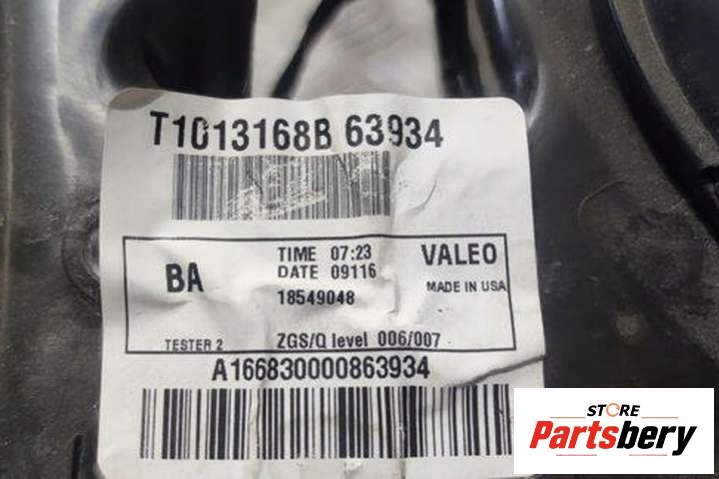 T1013168B 63934
BA
TIME 07:23
DATE 09116
18549048
VALEO
MADE IN USA
TESTER 2
ZGS/Q level 006/007
A166830000863934
STORE
Partsbery